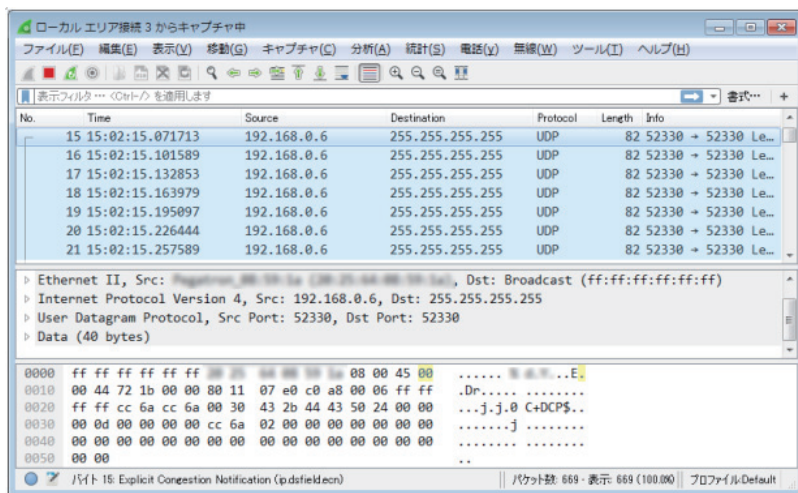 ローカル エリア接続 3 からキャプチャ中
ファイル(F) 編集(E) 表示(V) 移動(G) キャプチャ(C) 分析(A) 統計(S) 電話(y) 無線(W) ツール(T) ヘルプ(H)
表示フィルタ … <Ctrl-/> を適用します 書式… +
No. Time Source Destination Protocol Length Info
15 15:02:15.071713 192.168.0.6 255.255.255.255 UDP 82 52330 → 52330 Le…
16 15:02:15.101589 192.168.0.6 255.255.255.255 UDP 82 52330 → 52330 Le…
17 15:02:15.132853 192.168.0.6 255.255.255.255 UDP 82 52330 → 52330 Le…
18 15:02:15.163979 192.168.0.6 255.255.255.255 UDP 82 52330 → 52330 Le…
19 15:02:15.195097 192.168.0.6 255.255.255.255 UDP 82 52330 → 52330 Le…
20 15:02:15.226444 192.168.0.6 255.255.255.255 UDP 82 52330 → 52330 Le…
21 15:02:15.257589 192.168.0.6 255.255.255.255 UDP 82 52330 → 52330 Le…
Ethernet II, Src: , Dst: Broadcast (ff:ff:ff:ff:ff:ff)
Internet Protocol Version 4, Src: 192.168.0.6, Dst: 255.255.255.255
User Datagram Protocol, Src Port: 52330, Dst Port: 52330
Data (40 bytes)
0000 ff ff ff ff ff ff 08 00 45 00 ...... ..E.
0010 00 44 72 1b 00 00 80 11 07 e0 c0 a8 00 06 ff ff .Dr..... ........
0020 ff ff cc 6a cc 6a 00 30 43 2b 44 43 50 24 00 00 ...j.j.0 C+DCP$..
0030 00 0d 00 00 00 00 cc 6a 02 00 00 00 00 00 00 00 .......j ........
0040 00 00 00 00 00 00 00 00 00 00 00 00 00 00 00 00 ........ ........
0050 00 00 ..
バイト 15: Explicit Congestion Notification (ip.dsfield.ecn) パケット数: 669 · 表示: 669 (100.0%) プロファイル:Default